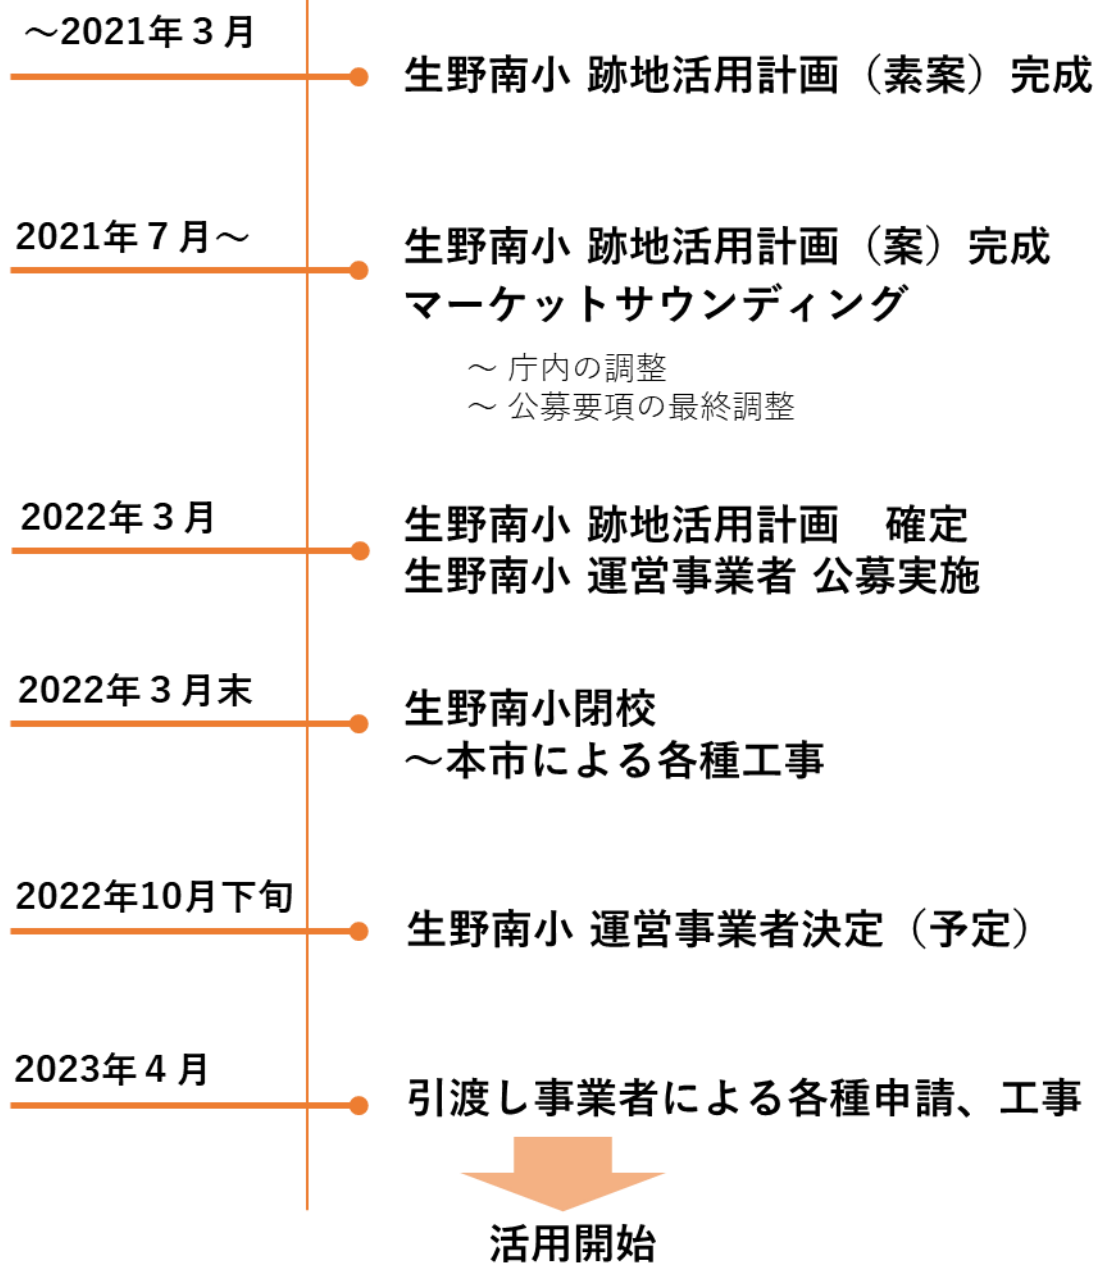 ～2021年３月
生野南小 跡地活用計画（素案）完成
2021年７月～
生野南小 跡地活用計画（案）完成
マーケットサウンディング
～ 庁内の調整
～ 公募要項の最終調整
2022年３月
生野南小 跡地活用計画　確定
生野南小 運営事業者 公募実施
2022年３月末
生野南小閉校
～本市による各種工事
2022年10月下旬
生野南小 運営事業者決定（予定）
2023年４月
引渡し事業者による各種申請、工事
活用開始